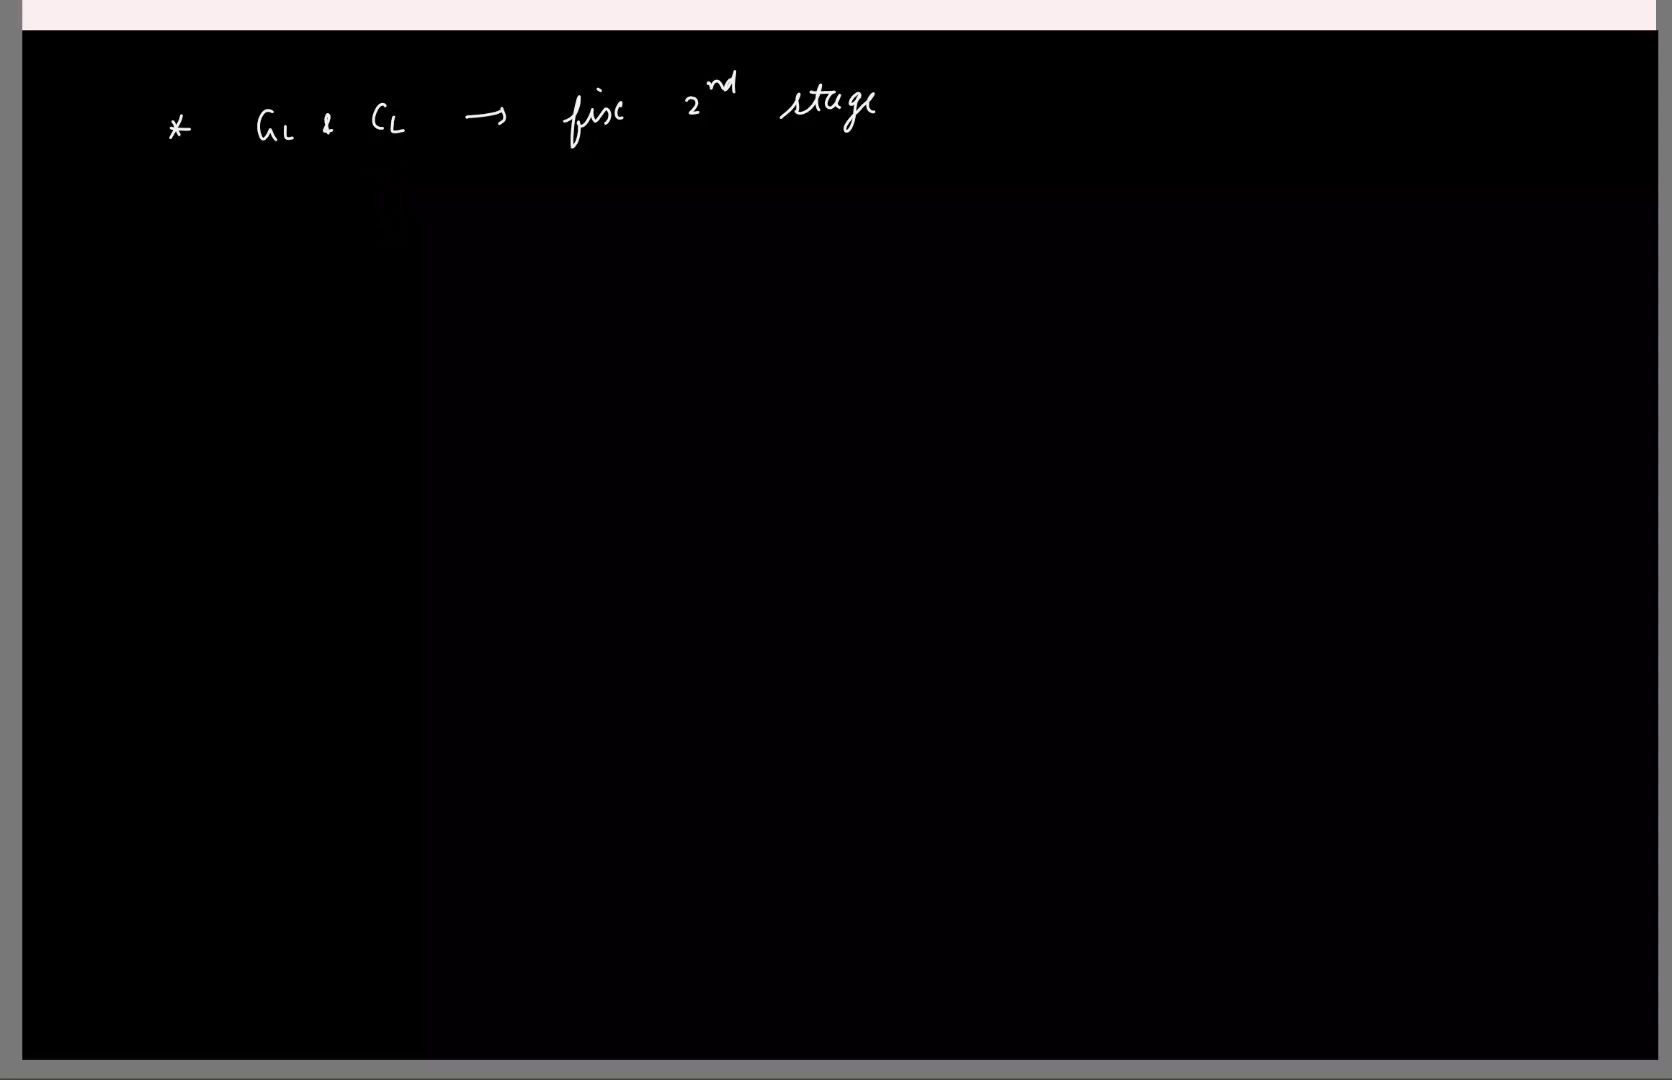 * GL & CL → fix 2nd stage